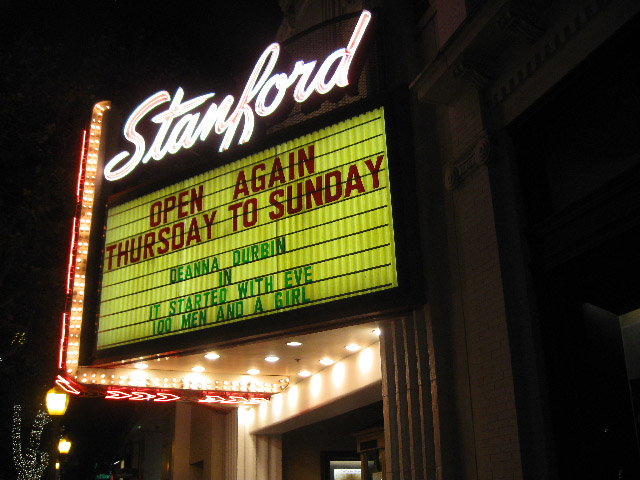 Stanford
OPEN AGAIN
THURSDAY TO SUNDAY
DEANNA DURBIN
IN
IT STARTED WITH EVE
100 MEN AND A GIRL